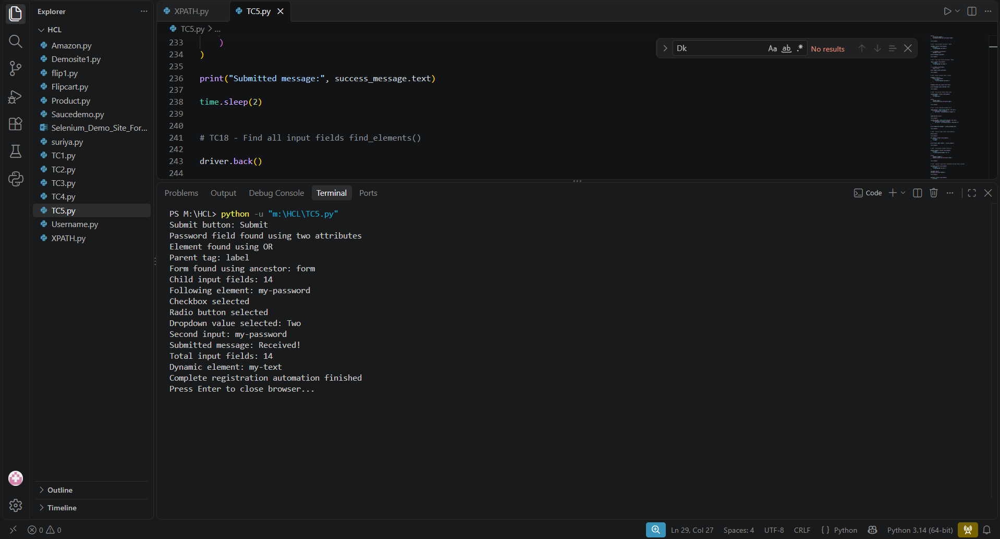 Explorer
HCL
Amazon.py
Demosite1.py
flip1.py
Flipcart.py
Product.py
Saucedemo.py
Selenium_Demo_Site_For...
suriya.py
TC1.py
TC2.py
TC3.py
TC4.py
TC5.py
Username.py
XPATH.py
Outline
Timeline
XPATH.py
TC5.py
TC5.py > ...
Dk
Aa ab .*
No results
233 )
234 )
235
236 print("Submitted message:", success_message.text)
237
238 time.sleep(2)
239
240
241 # TC18 - Find all input fields find_elements()
242
243 driver.back()
244
Problems Output Debug Console Terminal Ports
Code
PS M:\HCL> python -u "m:\HCL\TC5.py"
Submit button: Submit
Password field found using two attributes
Element found using OR
Parent tag: label
Form found using ancestor: form
Child input fields: 14
Following element: my-password
Checkbox selected
Radio button selected
Dropdown value selected: Two
Second input: my-password
Submitted message: Received!
Total input fields: 14
Dynamic element: my-text
Complete registration automation finished
Press Enter to close browser...
0 0
Ln 29, Col 27 Spaces: 4 UTF-8 CRLF {} Python Python 3.14 (64-bit)